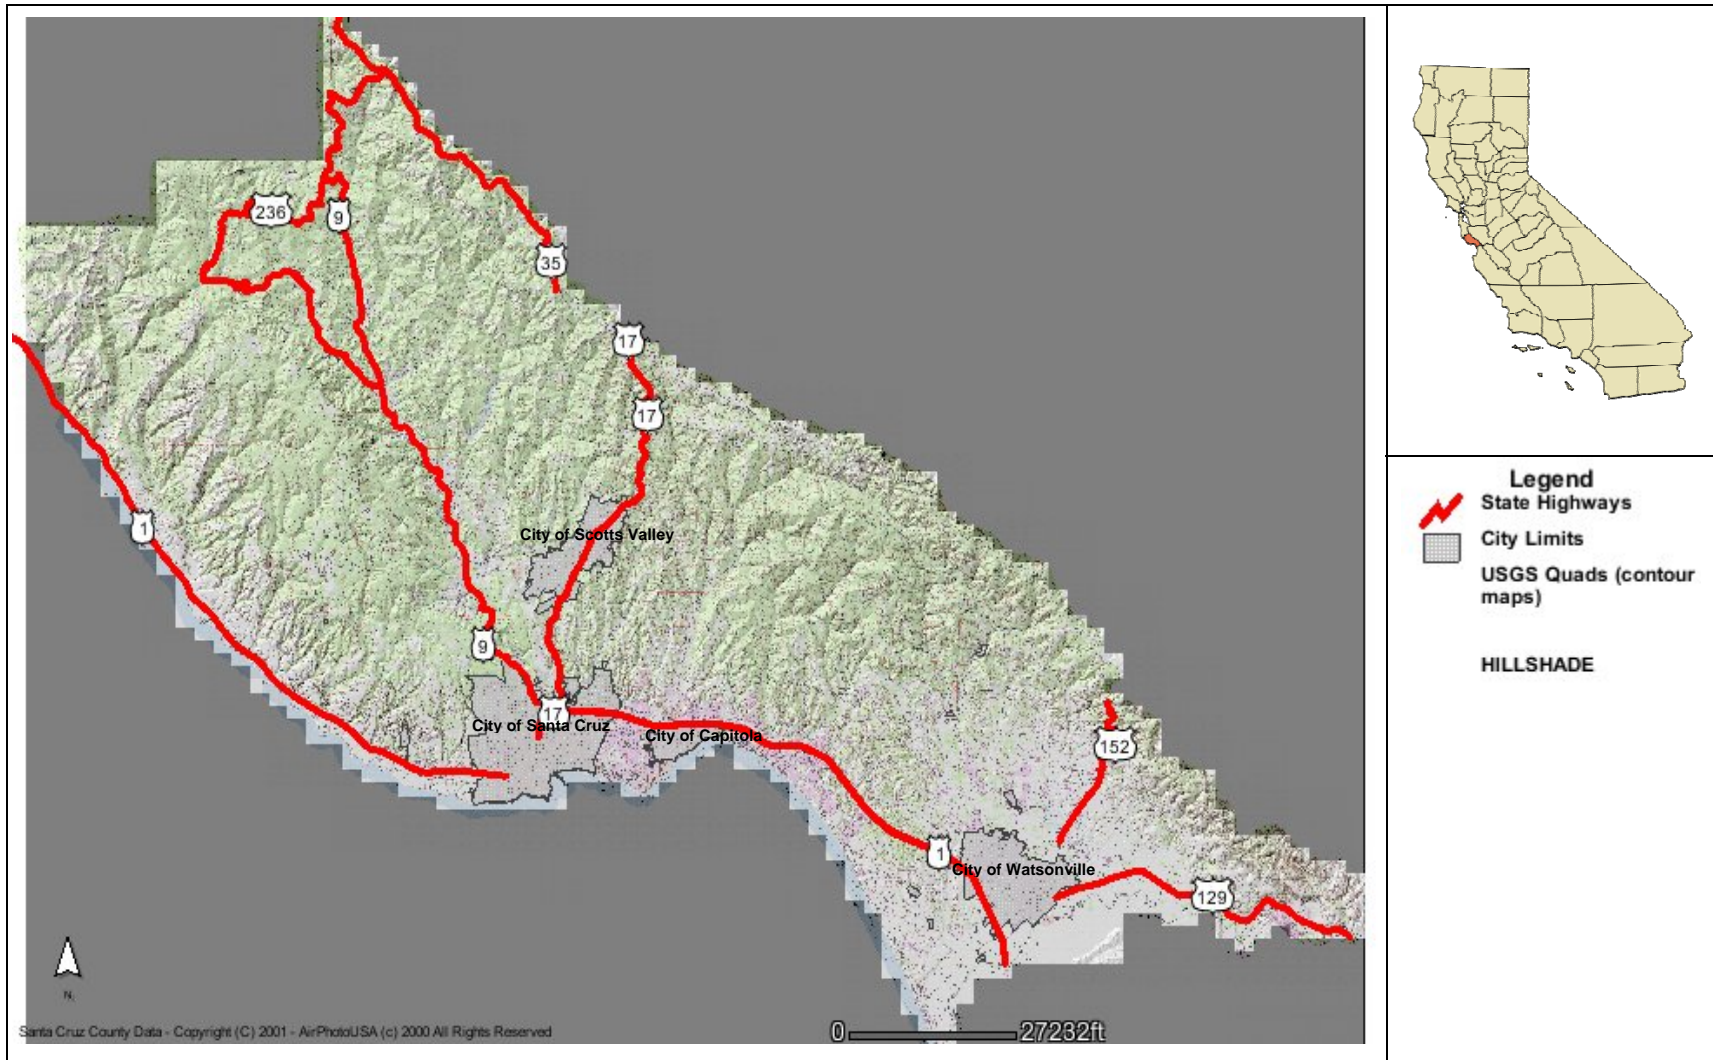 236
9
35
17
17
1
City of Scotts Valley
9
17
City of Santa Cruz
City of Capitola
152
1
City of Watsonville
129
N
Santa Cruz County Data - Copyright (C) 2001 - AirPhotoUSA (c) 2000 All Rights Reserved
0 27232ft
Legend
State Highways
City Limits
USGS Quads (contour
maps)
HILLSHADE